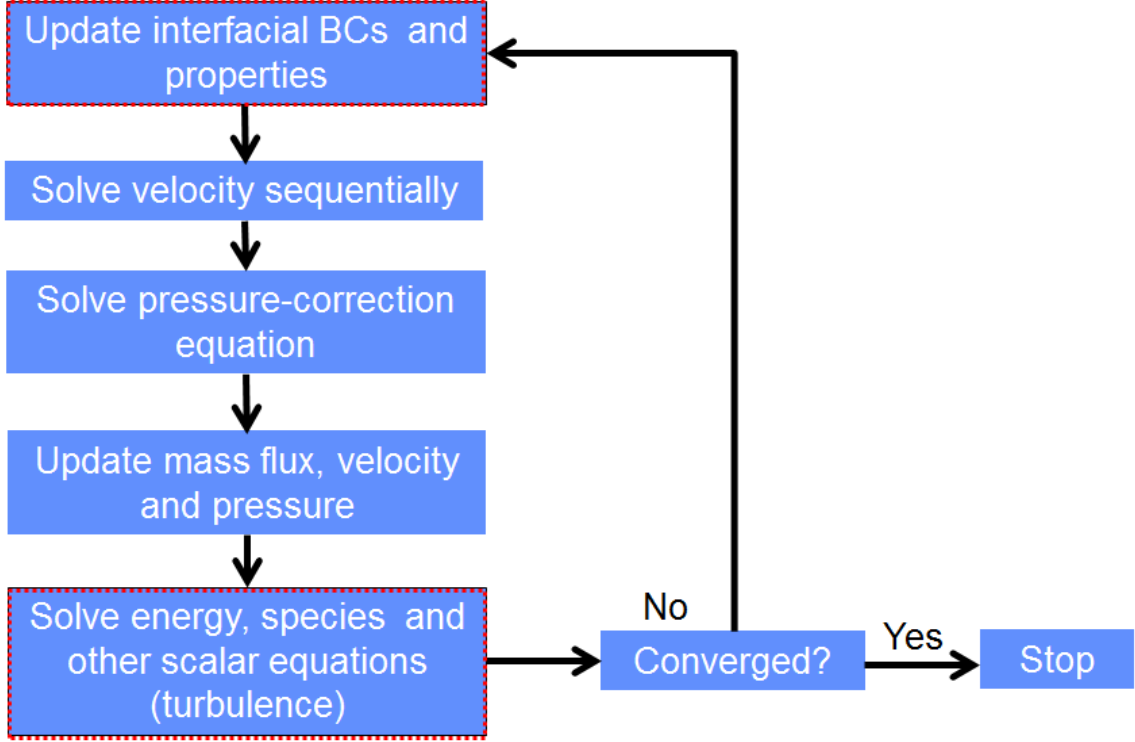 Update interfacial BCs and
properties
Solve velocity sequentially
Solve pressure-correction
equation
Update mass flux, velocity
and pressure
Solve energy, species and
other scalar equations
(turbulence)
No
Converged?
Yes
Stop